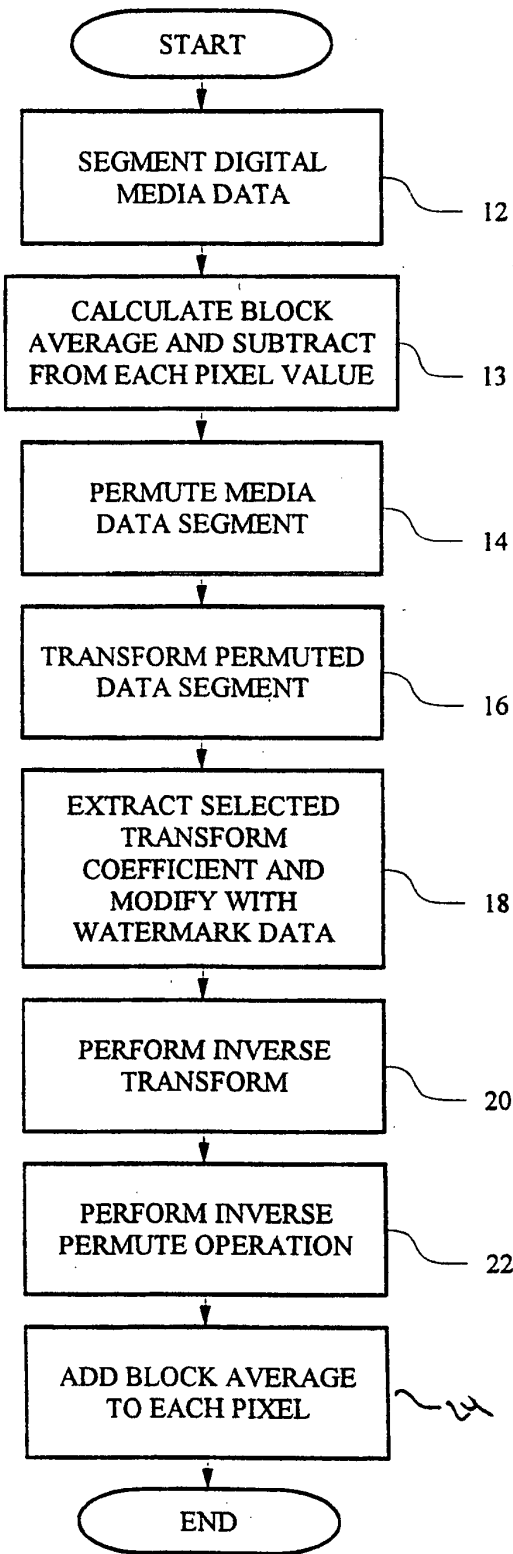 START
SEGMENT DIGITAL
MEDIA DATA
12
CALCULATE BLOCK
AVERAGE AND SUBTRACT
FROM EACH PIXEL VALUE
13
PERMUTE MEDIA
DATA SEGMENT
14
TRANSFORM PERMUTED
DATA SEGMENT
16
EXTRACT SELECTED
TRANSFORM
COEFFICIENT AND
MODIFY WITH
WATERMARK DATA
18
PERFORM INVERSE
TRANSFORM
20
PERFORM INVERSE
PERMUTE OPERATION
22
ADD BLOCK AVERAGE
TO EACH PIXEL
24
END